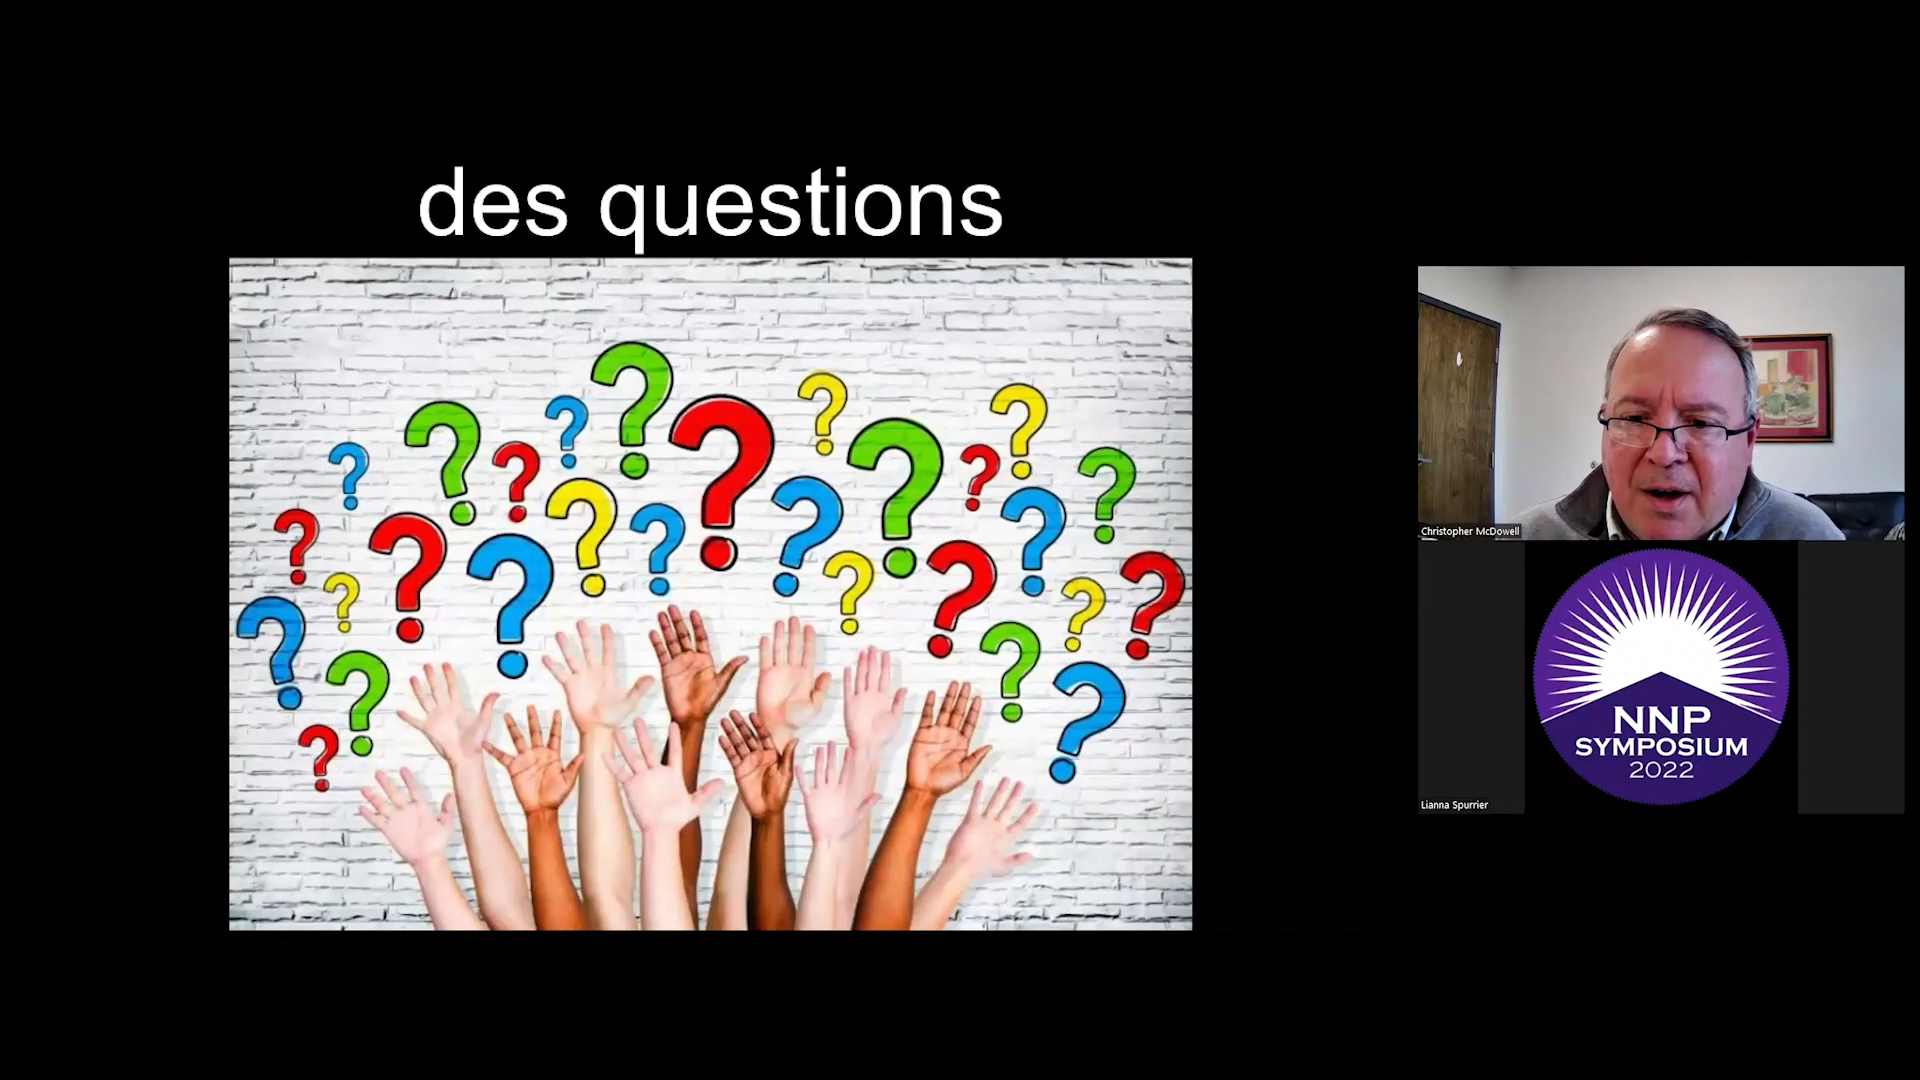 des questions
Christopher McDowell
NNP
SYMPOSIUM
2022
Lianna Spurrier